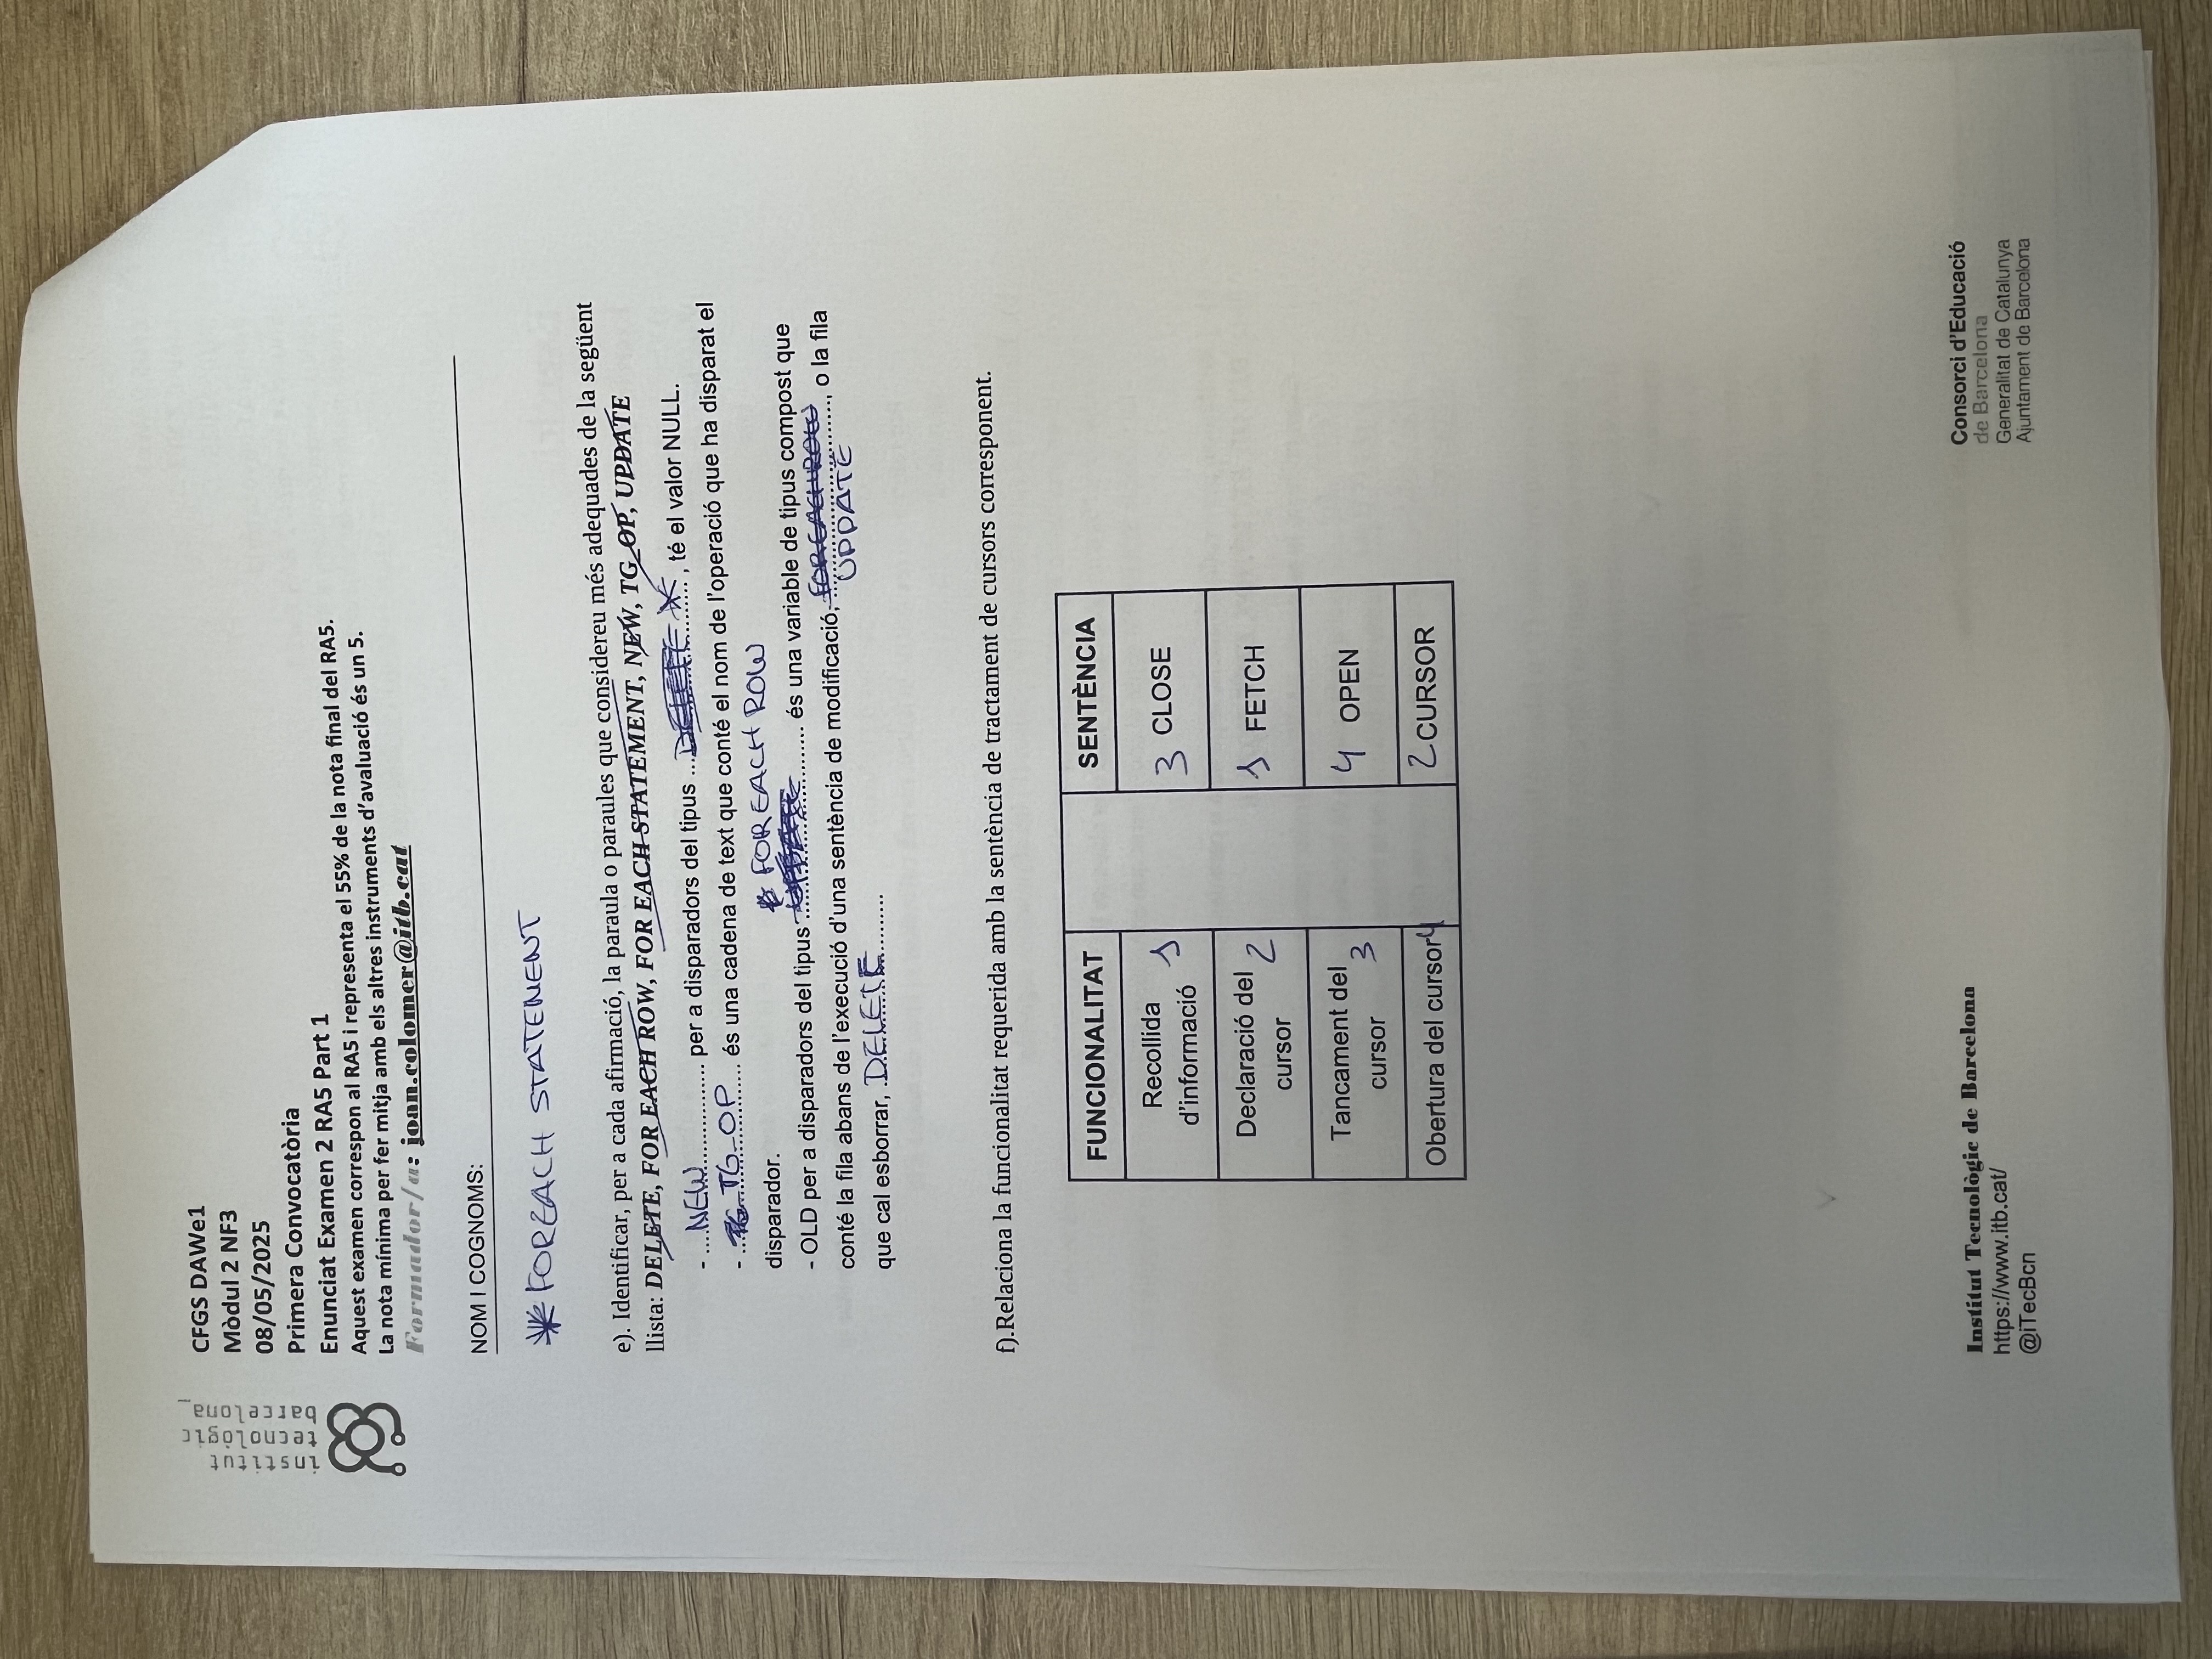 institut
tecnològic
barcelona_
CFGS DAWe1
Mòdul 2 NF3
08/05/2025
Primera Convocatòria
Enunciat Examen 2 RA5 Part 1
Aquest examen correspon al RA5 i representa el 55% de la nota final del RA5.
La nota mínima per fer mitja amb els altres instruments d'avaluació és un 5.
Formador/a: joan.colomer@itb.cat
NOM I COGNOMS:
* FOREACH STATEMENT
e). Identificar, per a cada afirmació, la paraula o paraules que considereu més adequades de la següent
llista: DELETE, FOR EACH ROW, FOR EACH STATEMENT, NEW, TG_OP, UPDATE
- ....NEW.................. per a disparadors del tipus ...DELETE *......, té el valor NULL.
- ...TG_TG_OP........ és una cadena de text que conté el nom de l'operació que ha disparat el
disparador.
* FOREACH ROW
- OLD per a disparadors del tipus ...UPDATE............ és una variable de tipus compost que
conté la fila abans de l'execució d'una sentència de modificació, FOREACH ROW, o la fila
UPDATE
que cal esborrar, .DELETE..........
f).Relaciona la funcionalitat requerida amb la sentència de tractament de cursors corresponent.
FUNCIONALITAT SENTÈNCIA
Recollida
d'informació 1 3 CLOSE
Declaració del
cursor 2 1 FETCH
Tancament del
cursor 3 4 OPEN
Obertura del cursor 4 2 CURSOR
Institut Tecnològic de Barcelona
https://www.itb.cat/
@iTecBcn
Consorci d'Educació
de Barcelona
Generalitat de Catalunya
Ajuntament de Barcelona